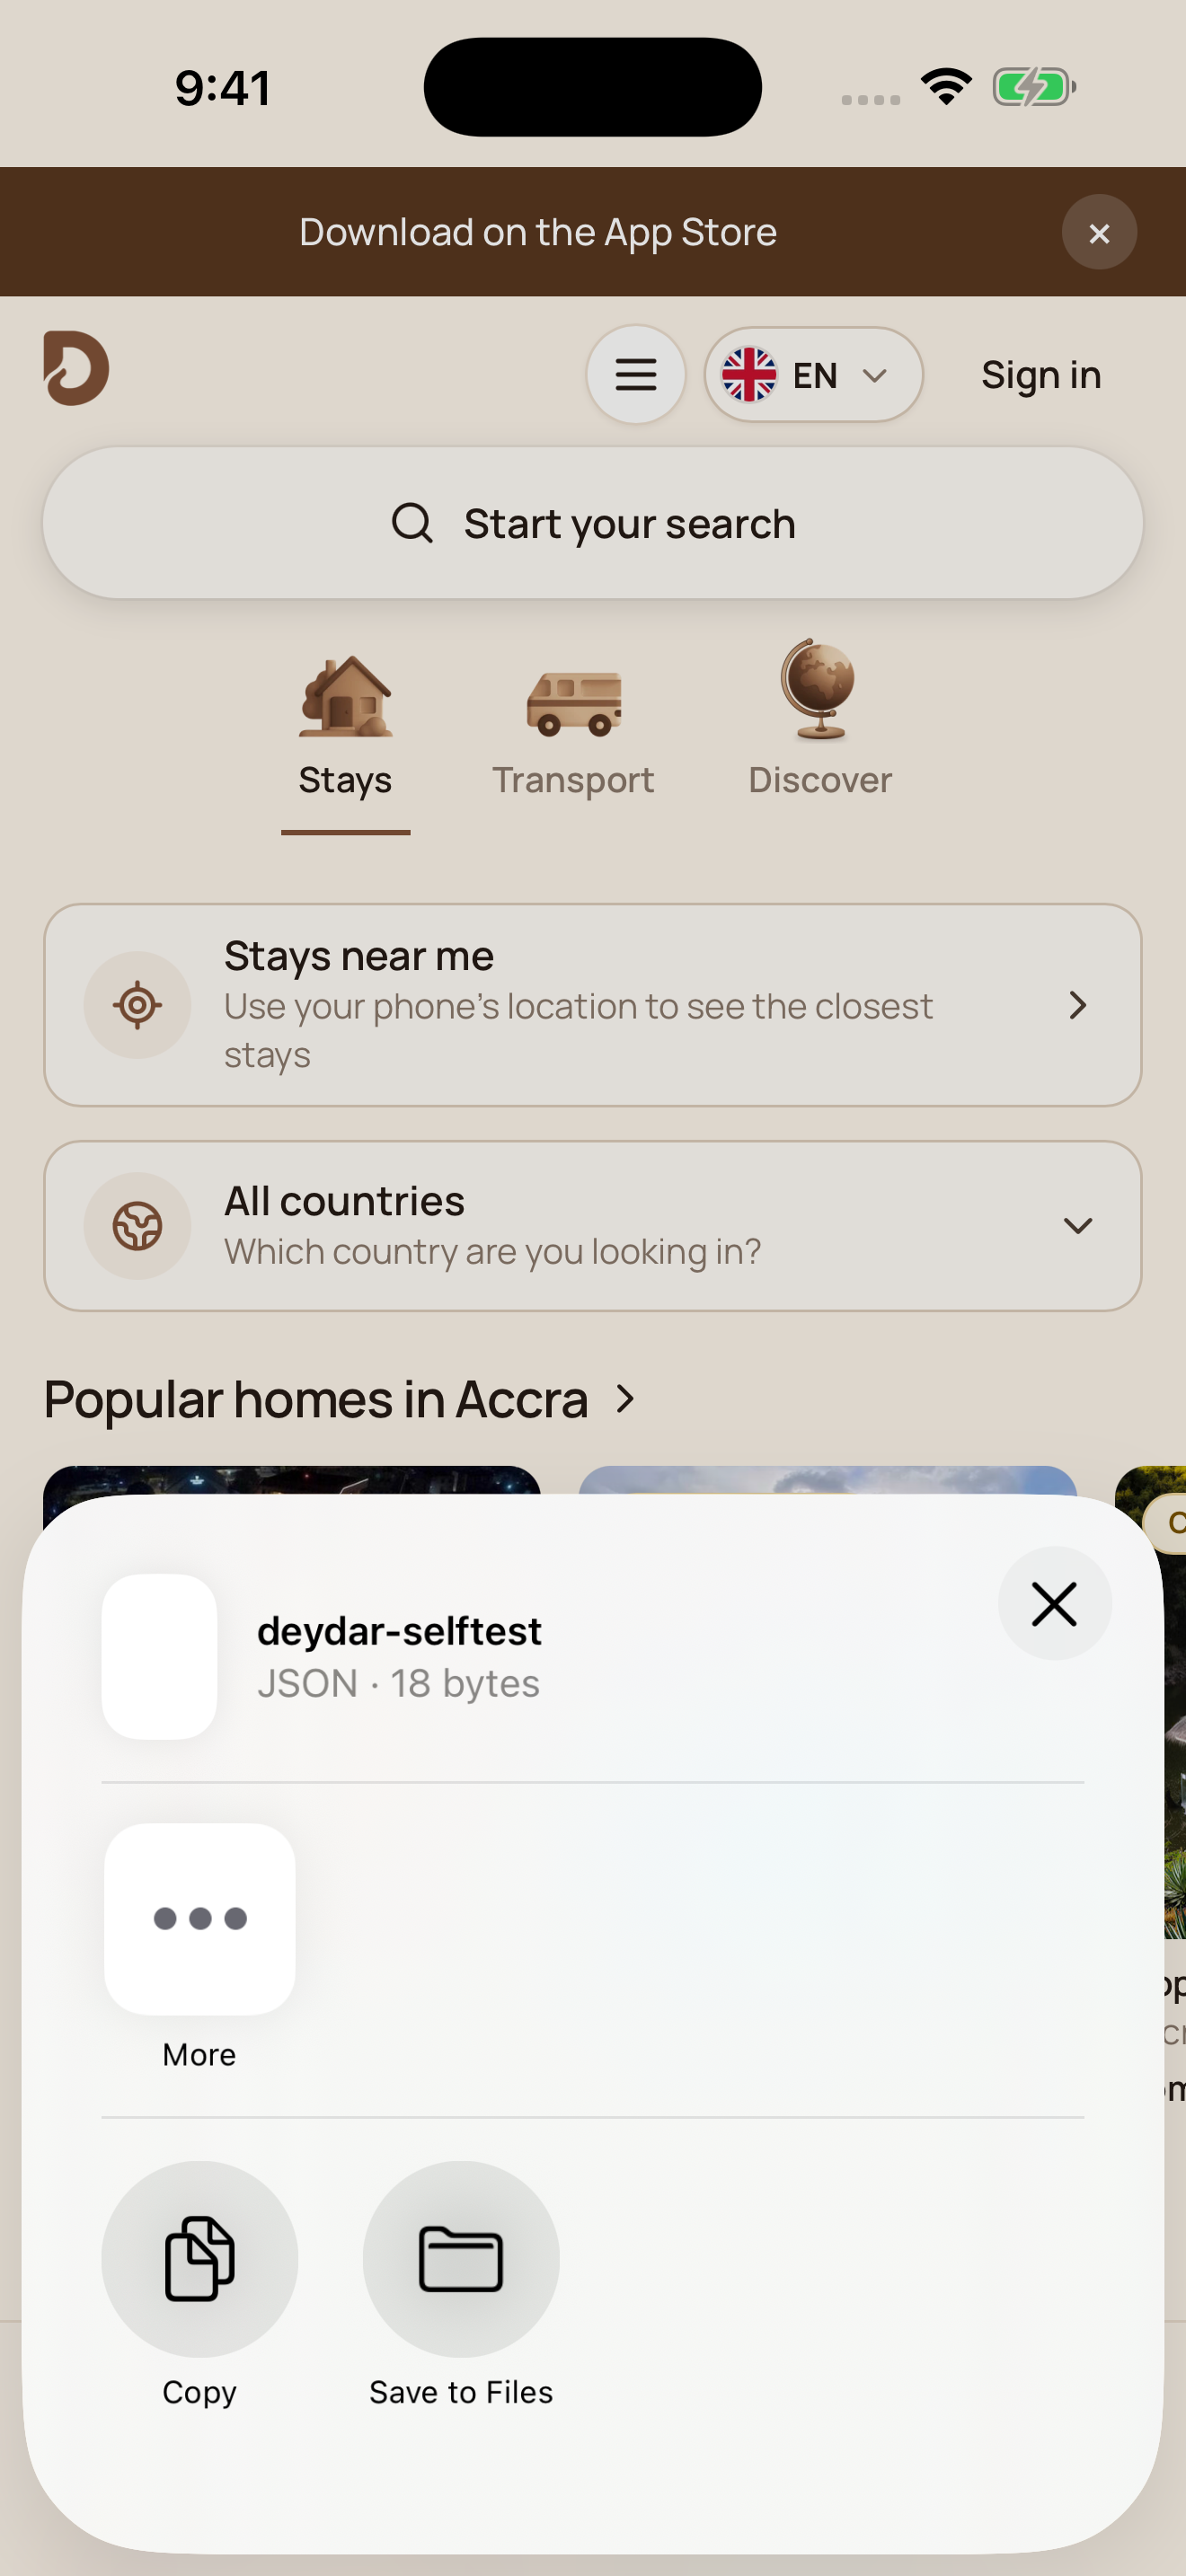 9:41
Download on the App Store
EN
Sign in
Start your search
Stays
Transport
Discover
Stays near me
Use your phone's location to see the closest
stays
All countries
Which country are you looking in?
Popular homes in Accra
deydar-selftest
JSON · 18 bytes
More
Copy
Save to Files